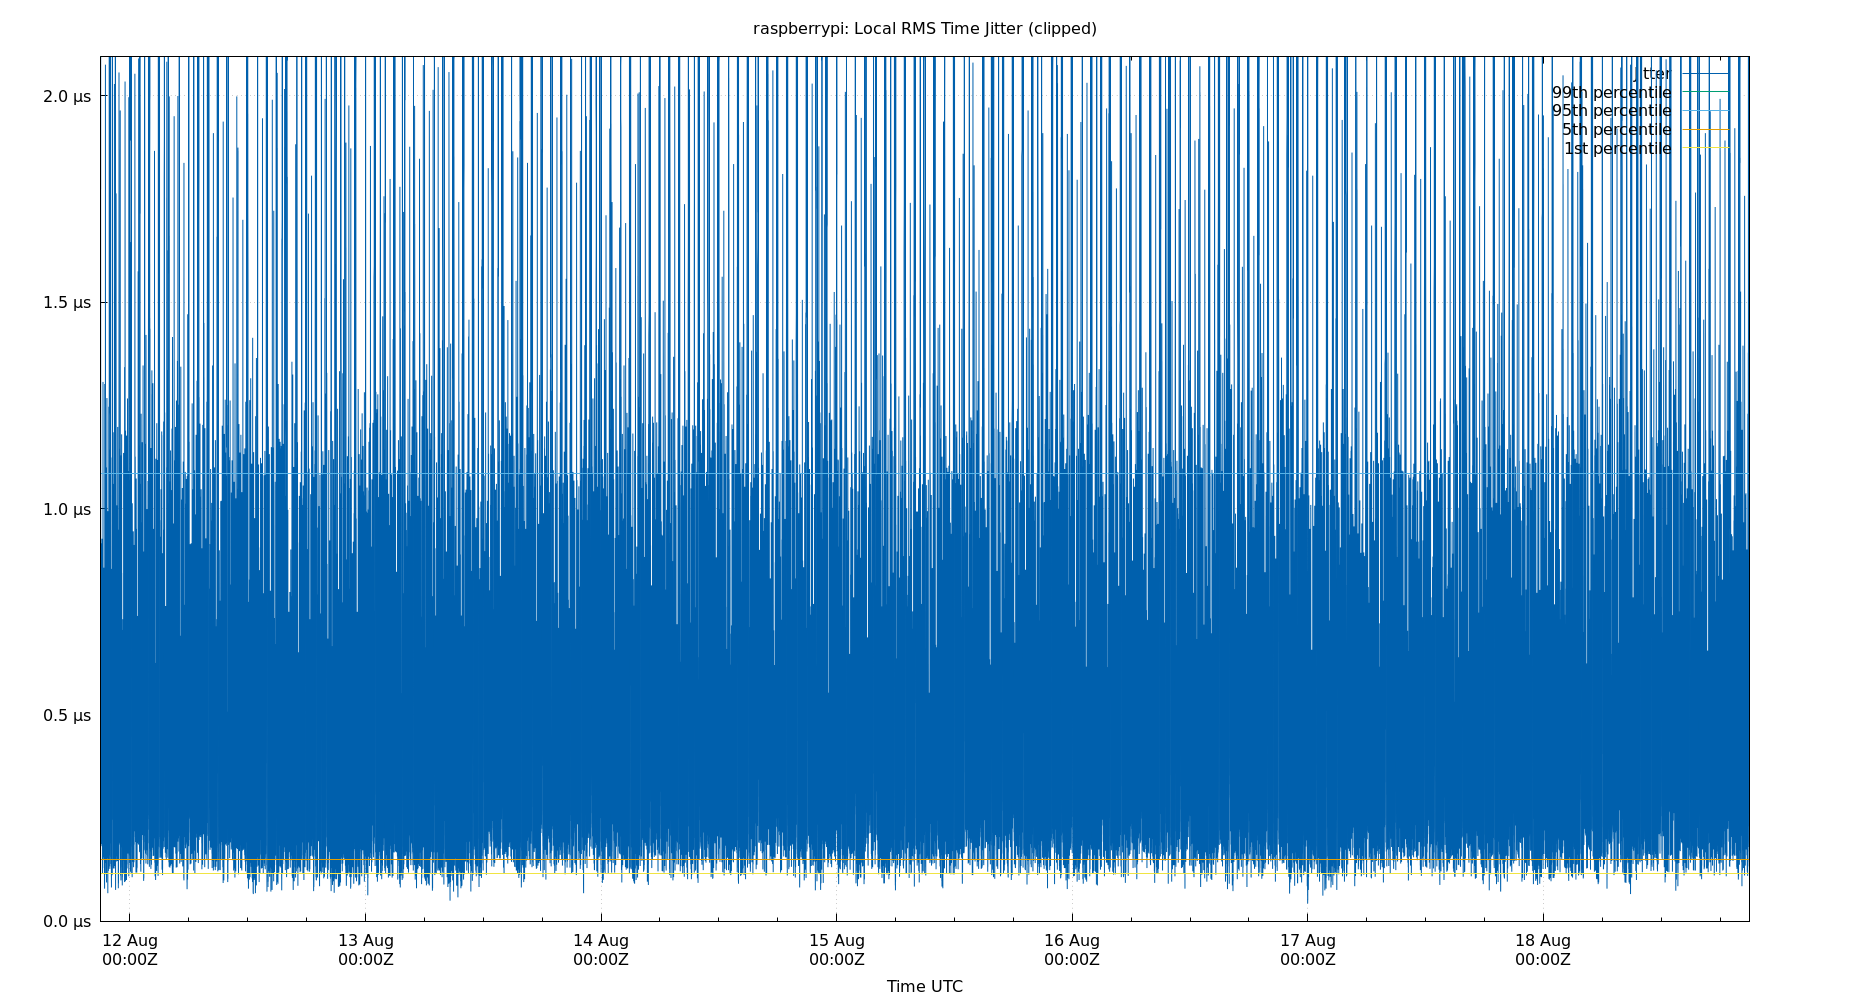 raspberrypi: Local RMS Time Jitter (clipped)
Jitter
99th percentile
95th percentile
5th percentile
1st percentile
2.0 µs
1.5 µs
1.0 µs
0.5 µs
0.0 µs
12 Aug 13 Aug 14 Aug 15 Aug 16 Aug 17 Aug 18 Aug
00:00Z 00:00Z 00:00Z 00:00Z 00:00Z 00:00Z 00:00Z
Time UTC